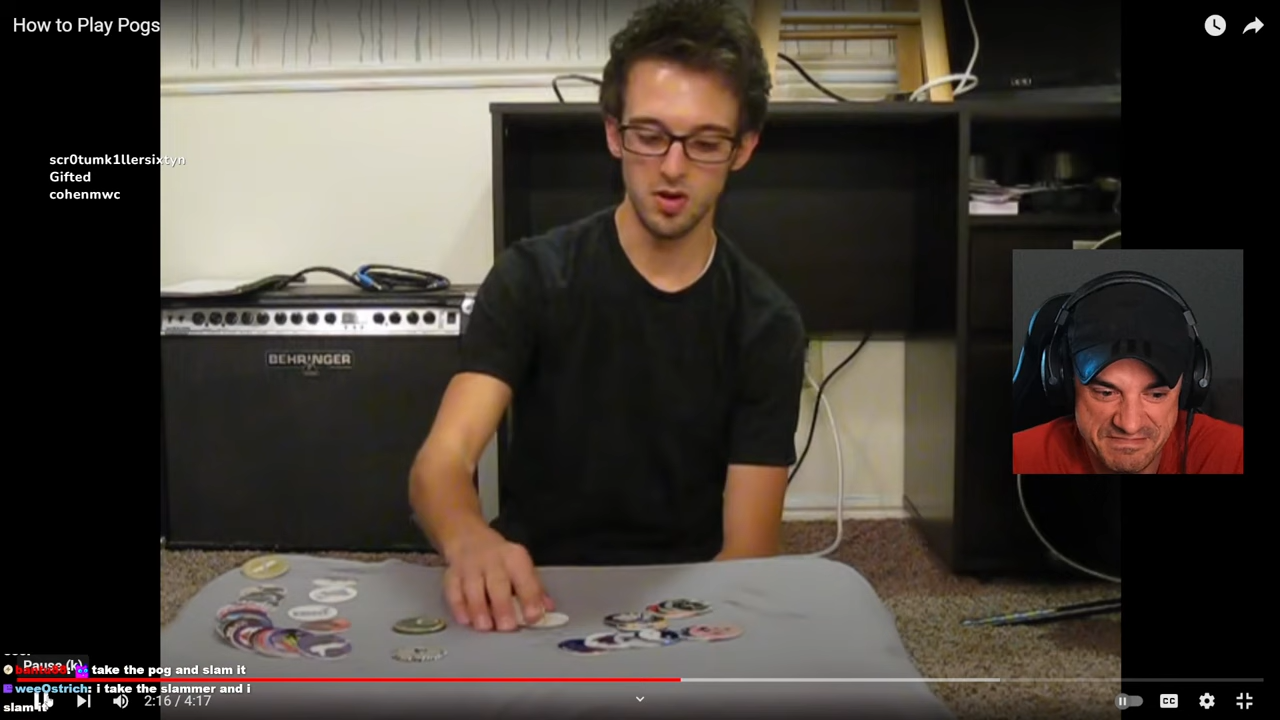 How to Play Pogs
scr0tumk1llersixtyn
Gifted
cohenmwc
BEHRINGER
Pause (k)
take the pog and slam it
weeOstrich: i take the slammer and i
slam it
2:16 / 4:17
CC